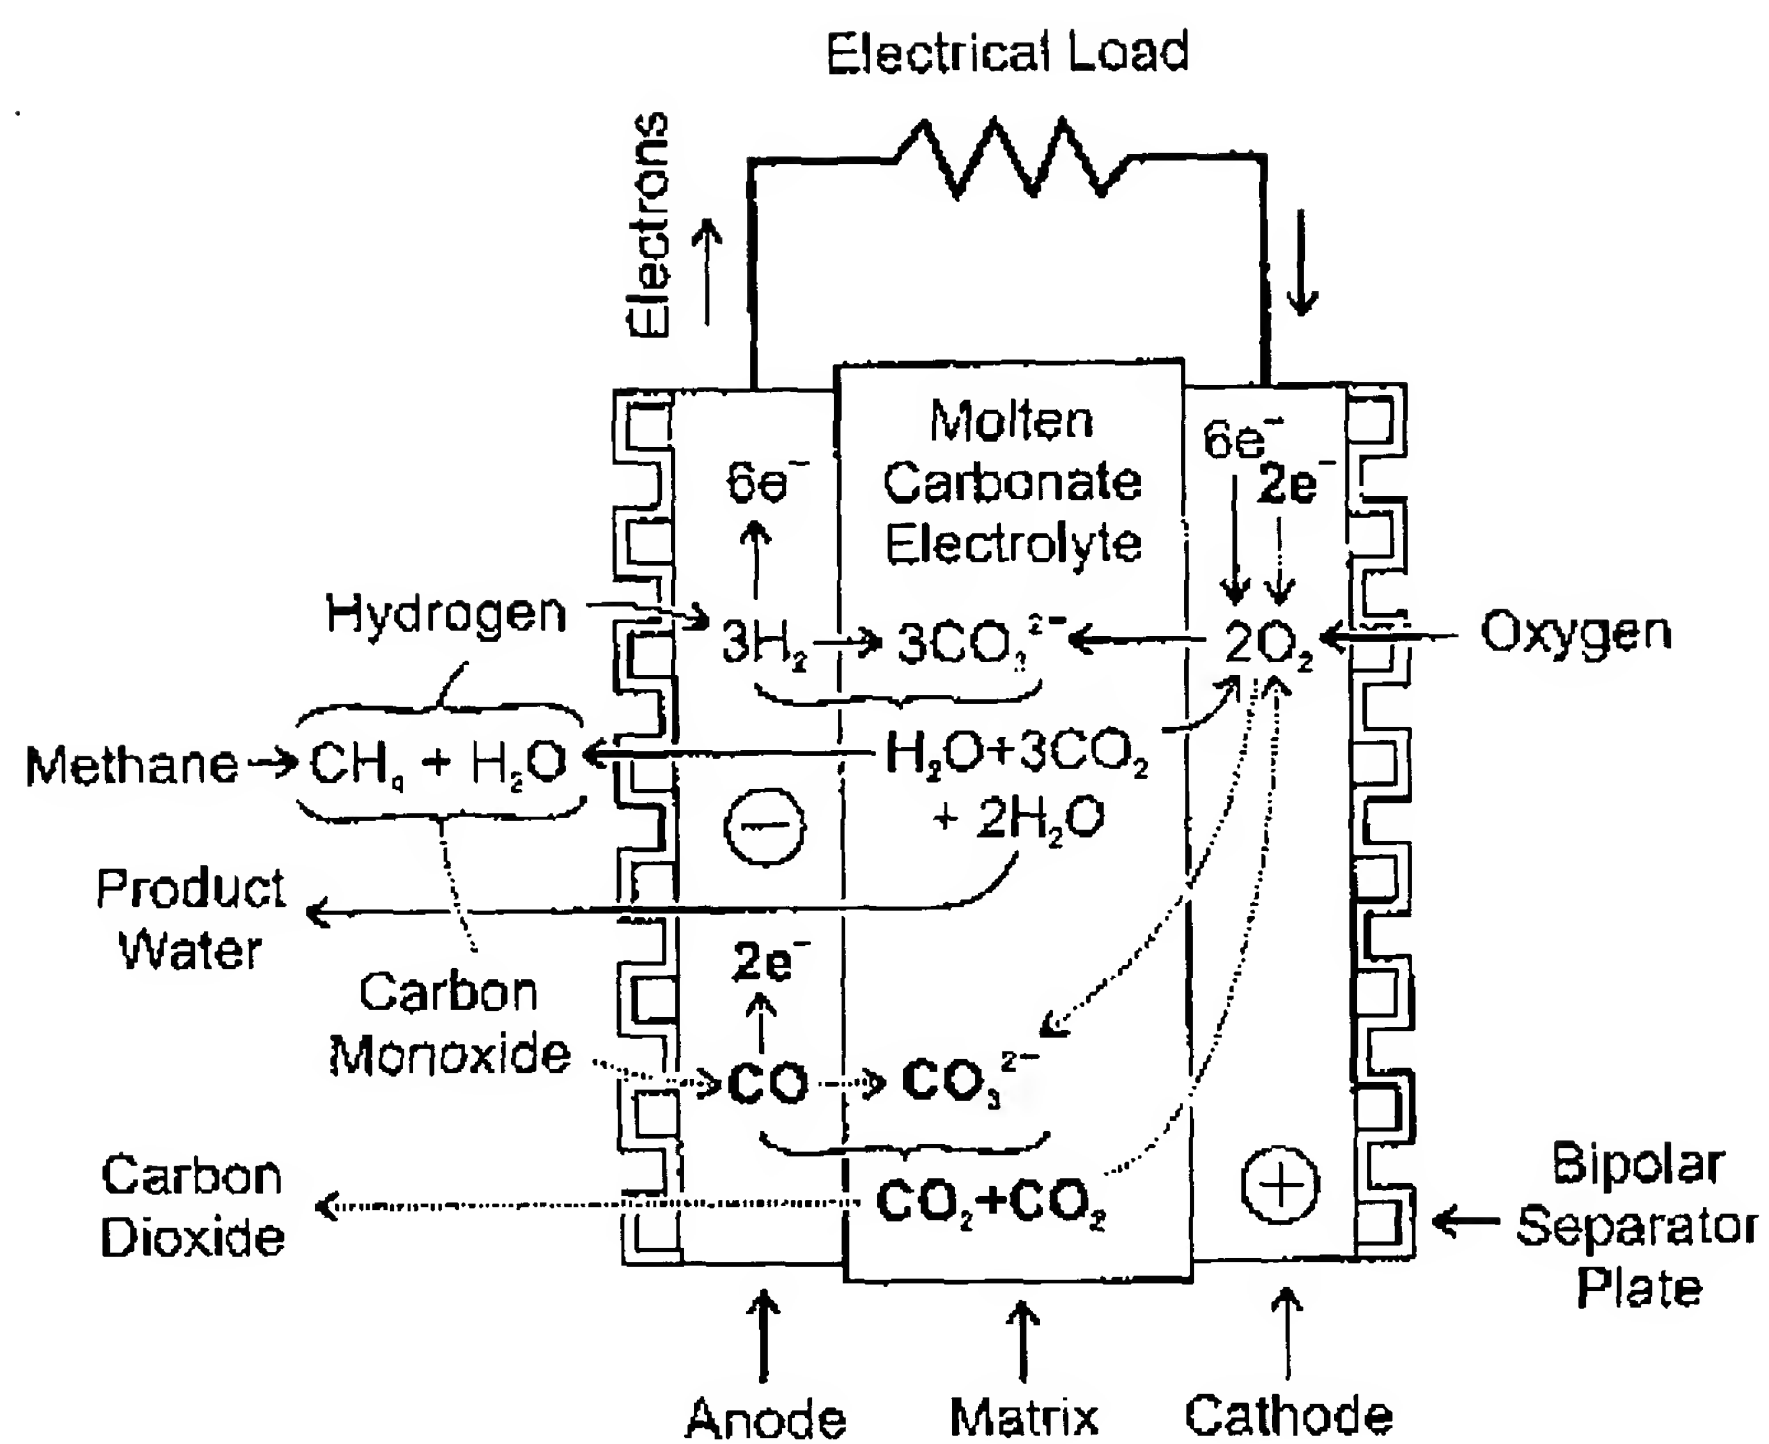 Electrical Load
Electrons
Molten
Carbonate
Electrolyte
6e⁻
6e⁻
2e⁻
Hydrogen
3H₂
3CO₃²⁻
2O₂
Oxygen
Methane
CH₄ + H₂O
H₂O+3CO₂
+ 2H₂O
−
Product
Water
2e⁻
Carbon
Monoxide
CO
CO₃²⁻
Carbon
Dioxide
CO₂+CO₂
+
Bipolar
Separator
Plate
Anode
Matrix
Cathode